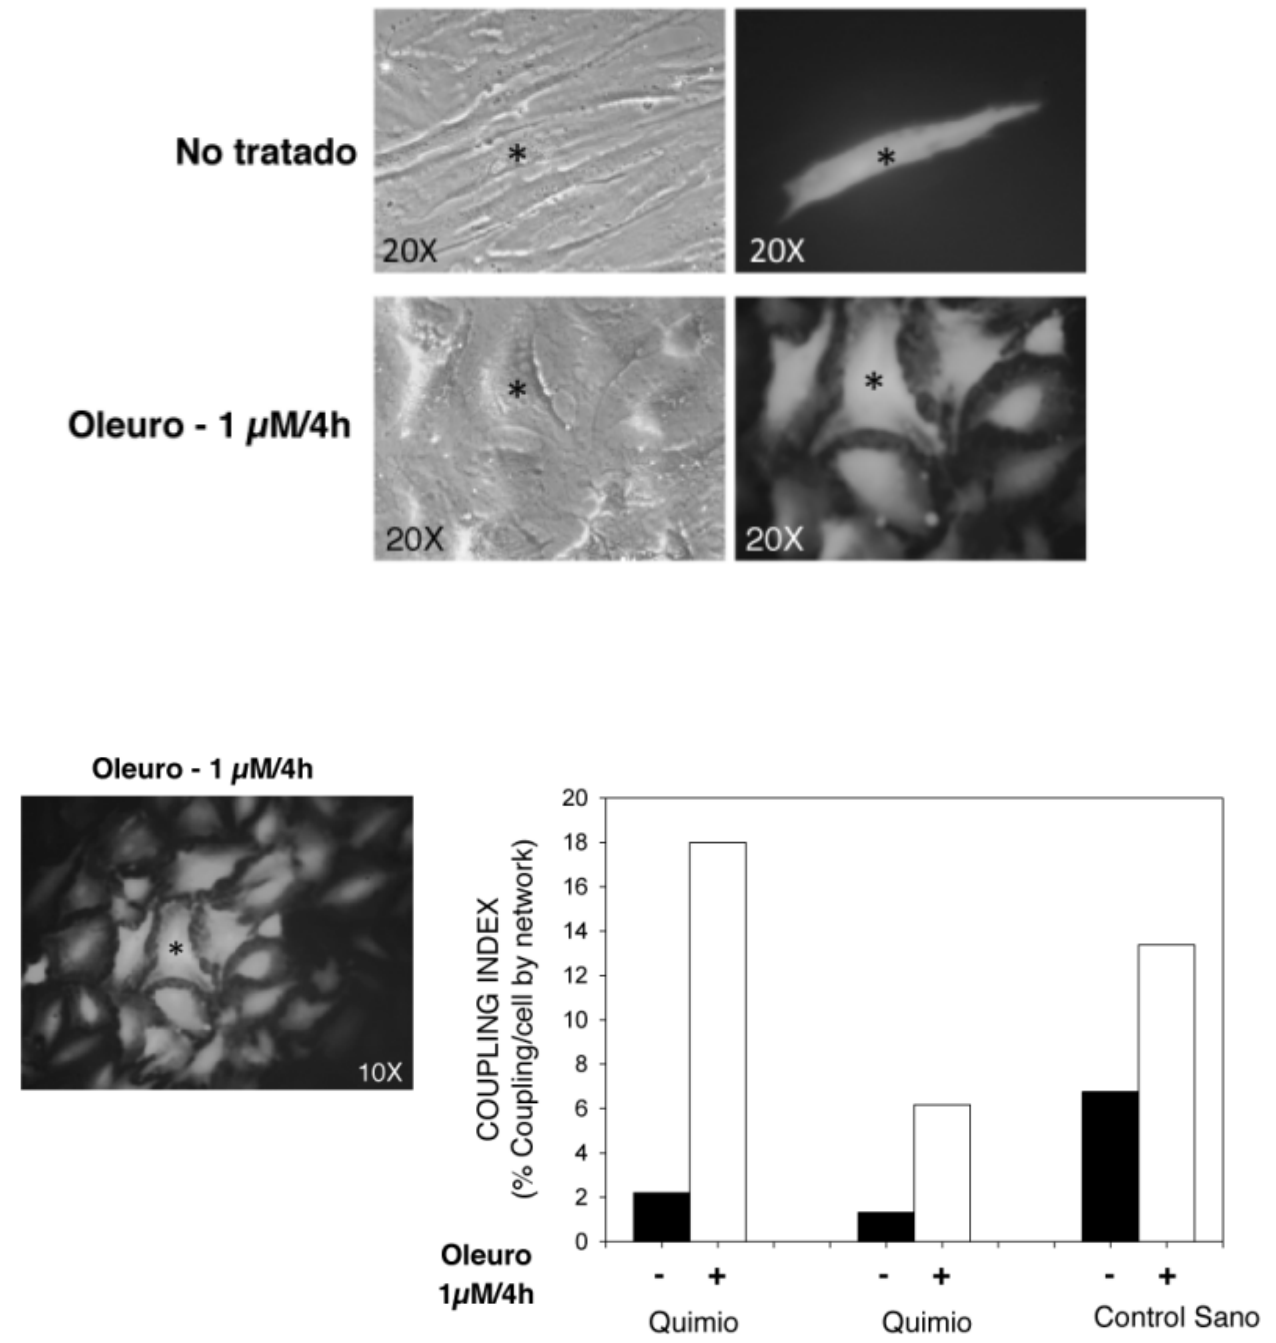 No tratado
*
*
20X
20X
Oleuro - 1 µM/4h
*
*
20X
20X
Oleuro - 1 µM/4h
*
10X
COUPLING INDEX
(% Coupling/cell by network)
20
18
16
14
12
10
8
6
4
2
0
Oleuro
1µM/4h
- + - + - +
Quimio Quimio Control Sano